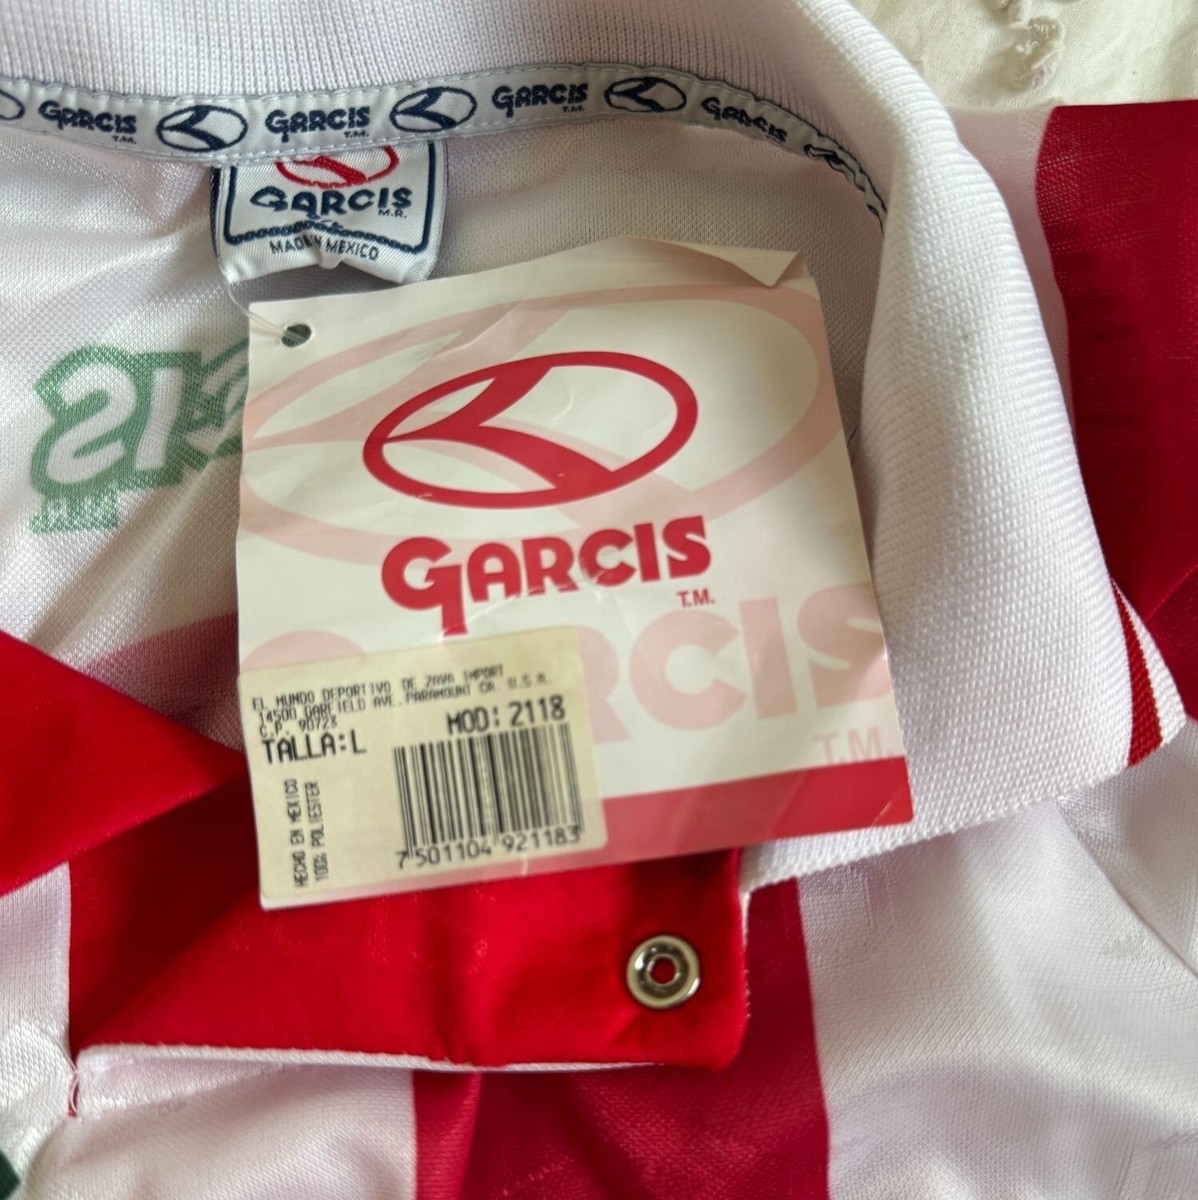 GARCIS
T.M.
GARCIS
T.M.
GARCIS
T.M.
GARCIS
T.M.
GARCIS
M.R.
MADE IN MEXICO
GARCIS
T.M.
RCIS
T.M.
EL MUNDO DEPORTIVO DE ZAVA IMPORT
14500 GARFIELD AVE.PARAMOUNT CA. U.S.A.
C.P. 90723
MOD: 2118
TALLA:L
HECHO EN MEXICO
100% POLIESTER
7 501104 921183